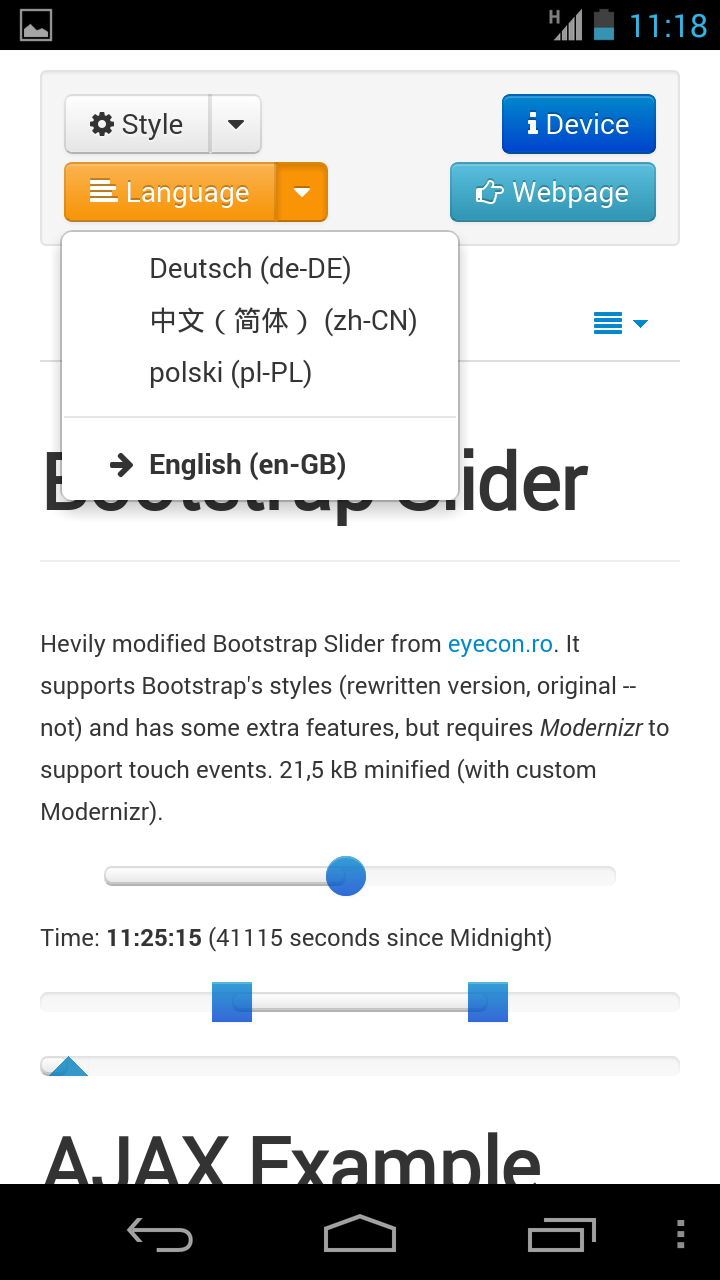 H 11:18
Style
Device
Language
Webpage
Deutsch (de-DE)
中文（简体） (zh-CN)
polski (pl-PL)
English (en-GB)
Bootstrap Slider
Hevily modified Bootstrap Slider from eyecon.ro. It
supports Bootstrap's styles (rewritten version, original --
not) and has some extra features, but requires Modernizr to
support touch events. 21,5 kB minified (with custom
Modernizr).
Time: 11:25:15 (41115 seconds since Midnight)
AJAX Example